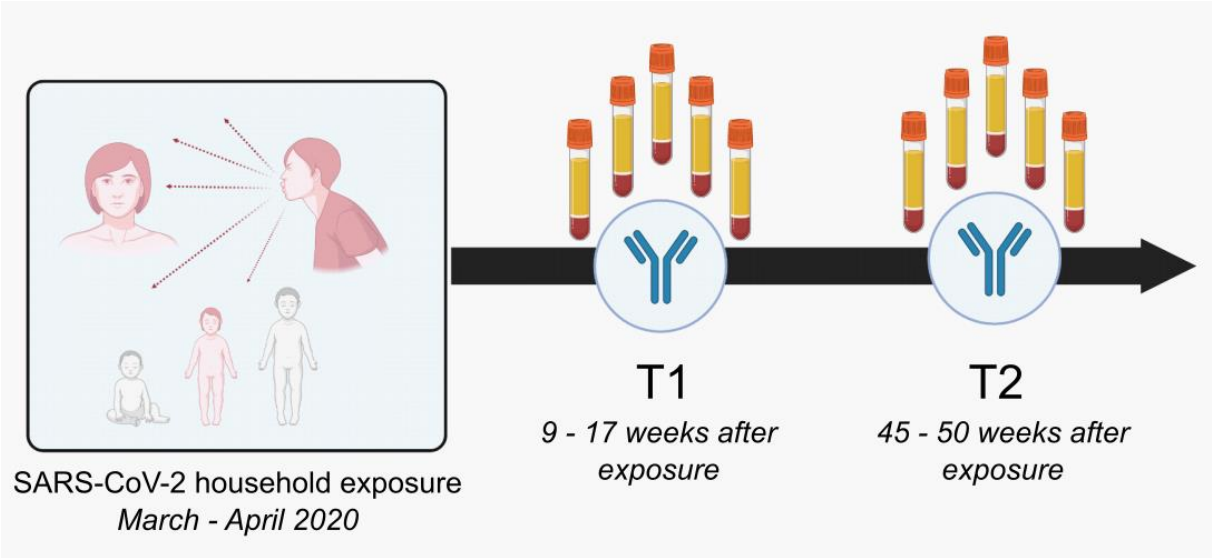 SARS-CoV-2 household exposure
March - April 2020
T1
9 - 17 weeks after
exposure
T2
45 - 50 weeks after
exposure